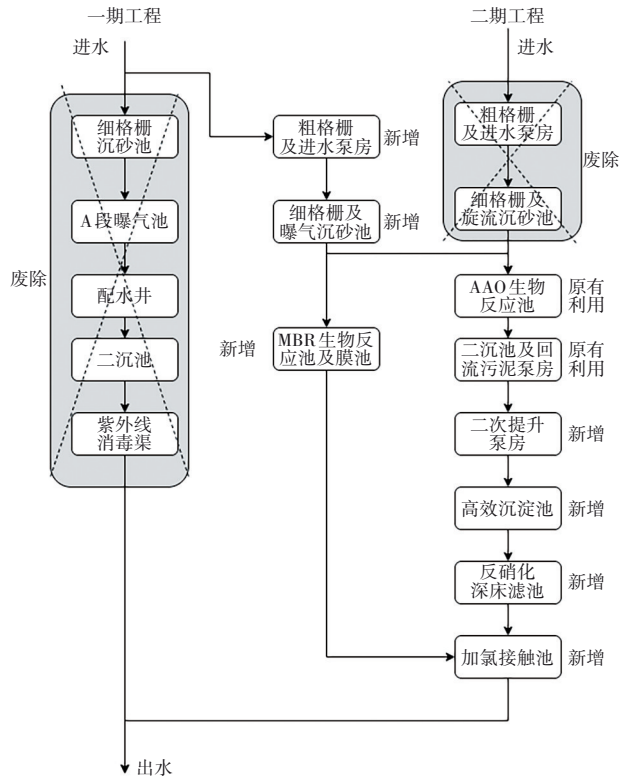 一期工程
二期工程
进水
进水
细格栅
沉砂池
A段曝气池
配水井
二沉池
紫外线
消毒渠
废除
粗格栅
及进水泵房
新增
细格栅及
曝气沉砂池
新增
新增
MBR生物反
应池及膜池
粗格栅
及进水泵房
细格栅及
旋流沉砂池
废除
AAO生物
反应池
原有
利用
二沉池及回
流污泥泵房
原有
利用
二次提升
泵房
新增
高效沉淀池
新增
反硝化
深床滤池
新增
加氯接触池
新增
出水